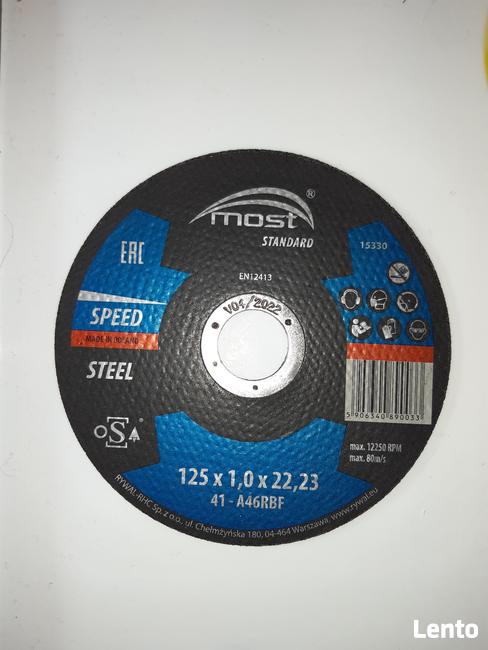 most®
STANDARD
15330
EAC
EN12413
V04/2022
SPEED
MADE IN POLAND
STEEL
oSa
5 906340 890033
max. 12250 RPM
max. 80m/s
125 x 1,0 x 22,23
41 - A46RBF
RYWAL-RHC Sp. z o.o. ul. Chełmżyńska 180, 04-464 Warszawa, www.rywal.eu
Lento